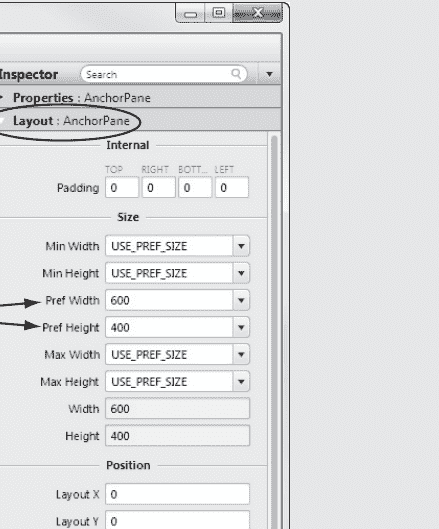 Inspector Search
Properties : AnchorPane
Layout : AnchorPane
Internal
TOP RIGHT BOTT... LEFT
Padding 0 0 0 0
Size
Min Width USE_PREF_SIZE
Min Height USE_PREF_SIZE
Pref Width 600
Pref Height 400
Max Width USE_PREF_SIZE
Max Height USE_PREF_SIZE
Width 600
Height 400
Position
Layout X 0
Layout Y 0